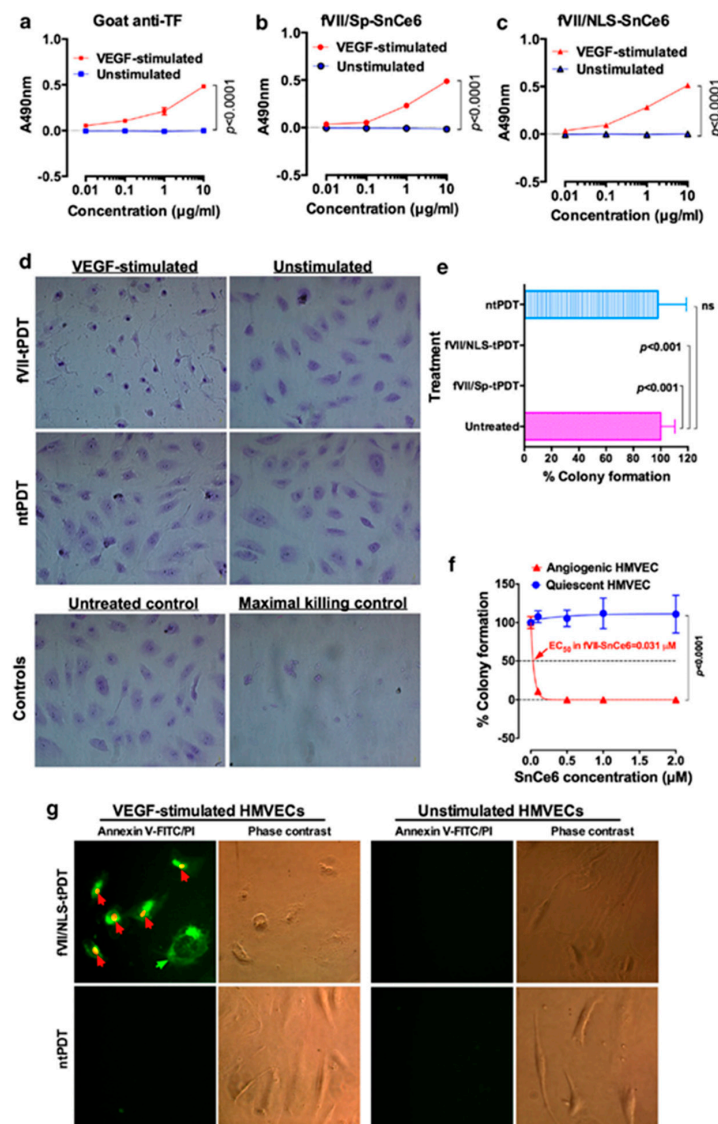 a
Goat anti-TF
VEGF-stimulated
Unstimulated
A490nm
1.0
0.5
0.0
-0.5
0.01 0.1 1 10
Concentration (µg/ml)
p<0.0001
b
fVII/Sp-SnCe6
VEGF-stimulated
Unstimulated
A490nm
1.0
0.5
0.0
-0.5
0.01 0.1 1 10
Concentration (µg/ml)
p<0.0001
c
fVII/NLS-SnCe6
VEGF-stimulated
Unstimulated
A490nm
1.0
0.5
0.0
-0.5
0.01 0.1 1 10
Concentration (µg/ml)
p<0.0001
d
VEGF-stimulated Unstimulated
fVII-tPDT
ntPDT
Untreated control Maximal killing control
Controls
e
Treatment
ntPDT
fVII/NLS-tPDT
fVII/Sp-tPDT
Untreated
ns
p<0.001
p<0.001
0 20 40 60 80 100 120
% Colony formation
f
Angiogenic HMVEC
Quiescent HMVEC
% Colony formation
150
100
50
0
-50
EC50 in fVII-SnCe6=0.031 µM
p<0.0001
0.0 0.5 1.0 1.5 2.0
SnCe6 concentration (µM)
g
VEGF-stimulated HMVECs Unstimulated HMVECs
Annexin V-FITC/PI Phase contrast Annexin V-FITC/PI Phase contrast
fVII/NLS-tPDT
ntPDT